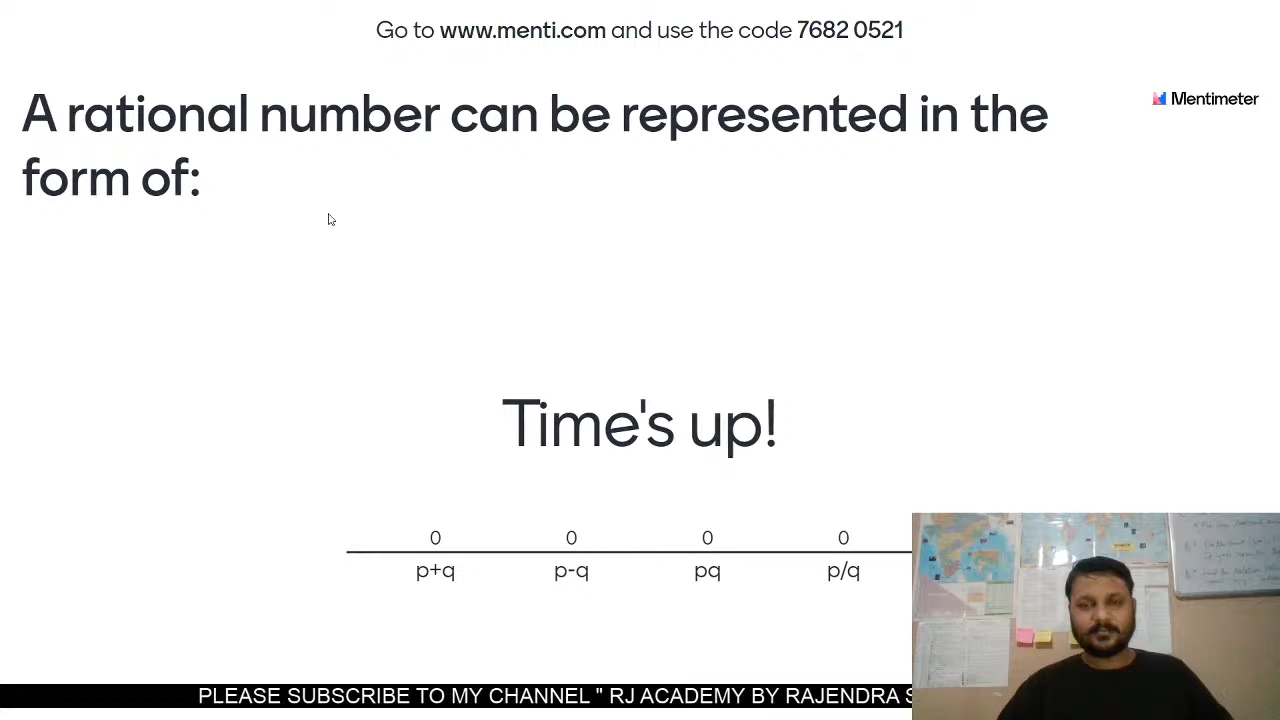 Go to www.menti.com and use the code 7682 0521
Mentimeter
A rational number can be represented in the
form of:
Time's up!
0 0 0 0
p+q p-q pq p/q
PLEASE SUBSCRIBE TO MY CHANNEL " RJ ACADEMY BY RAJENDRA S